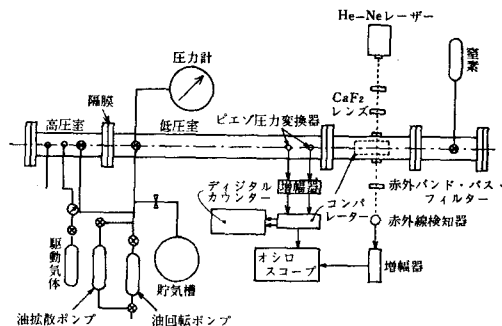 He-Neレーザー
窒素
圧力計
CaF2
レンズ
隔膜
高圧室
低圧室
ピエゾ圧力変換器
増幅器
赤外バンド・パス・
フィルター
ディジタル
カウンター
コンパ
レーター
赤外線検知器
オシロ
スコープ
増幅器
駆動気体
貯気槽
油拡散ポンプ
油回転ポンプ